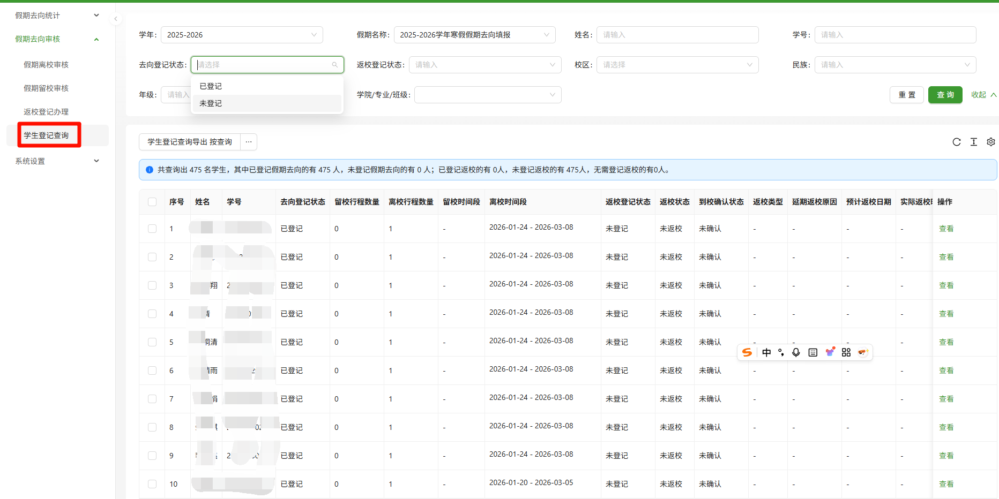 假期去向统计
假期去向审核
假期离校审核
假期留校审核
返校登记办理
学生登记查询
系统设置
学年: 2025-2026 假期名称: 2025-2026学年寒假假期去向填报 姓名: 请输入 学号: 请输入
去向登记状态: 请选择 返校登记状态: 请输入 校区: 请选择 民族: 请输入
已登记
未登记
年级: 请输入 学院/专业/班级: 重 置 查 询 收起
学生登记查询导出 按查询 ···
共查询出 475 名学生，其中已登记假期去向的有 475 人，未登记假期去向的有 0 人；已登记返校的有 0人，未登记返校的有 475人，无需登记返校的有0人。
序号 姓名 学号 去向登记状态 留校行程数量 离校行程数量 留校时间段 离校时间段 返校登记状态 返校状态 到校确认状态 返校类型 延期返校原因 预计返校日期 实际返校 操作
1 已登记 0 1 - 2026-01-24 - 2026-03-08 未登记 未返校 未确认 - - - - 查看
2 已登记 0 1 - 2026-01-24 - 2026-03-08 未登记 未返校 未确认 - - - - 查看
3 翔 2 已登记 0 1 - 2026-01-24 - 2026-03-08 未登记 未返校 未确认 - - - - 查看
4 已登记 0 1 - 2026-01-24 - 2026-03-08 未登记 未返校 未确认 - - - - 查看
5 清 已登记 0 1 - 2026-01-24 - 2026-03-08 未登记 未返校 未确认 - - - - 查看
中
6 雨 已登记 0 1 - 2026-01-24 - 2026-03-08 未登记 未返校 未确认 - - - - 查看
7 已登记 0 1 - 2026-01-24 - 2026-03-08 未登记 未返校 未确认 - - - - 查看
8 已登记 0 1 - 2026-01-24 - 2026-03-08 未登记 未返校 未确认 - - - - 查看
9 2 已登记 0 1 - 2026-01-24 - 2026-03-08 未登记 未返校 未确认 - - - - 查看
10 已登记 0 1 - 2026-01-20 - 2026-03-05 未登记 未返校 未确认 - - - - 查看